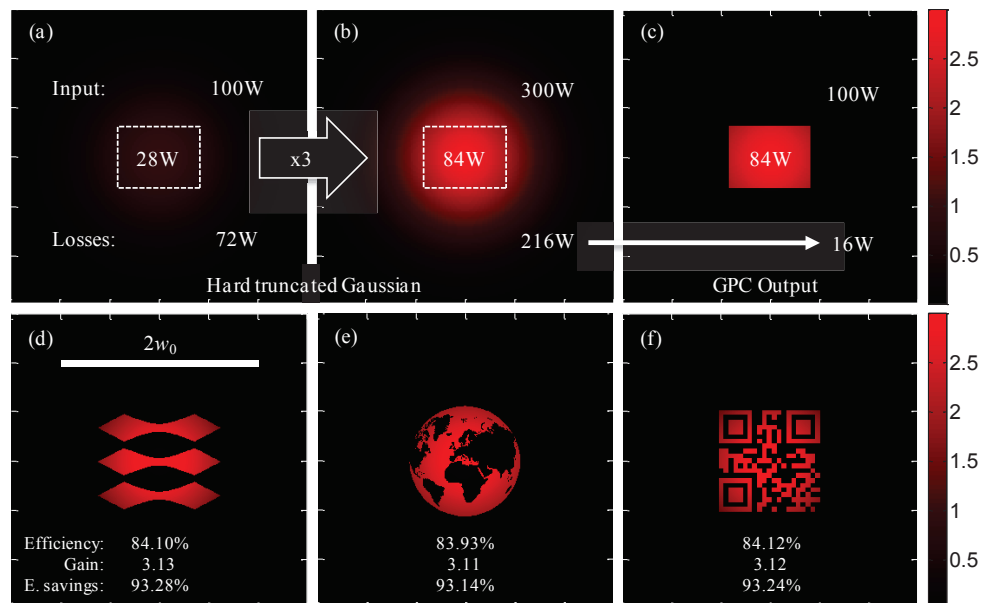 (a)
(b)
(c)
Input:
100W
300W
100W
28W
x3
84W
84W
Losses:
72W
216W
16W
Hard truncated Gaussian
GPC Output
2.5
2
1.5
1
0.5
(d)
2w₀
(e)
(f)
Efficiency:
84.10%
83.93%
84.12%
Gain:
3.13
3.11
3.12
E. savings:
93.28%
93.14%
93.24%
2.5
2
1.5
1
0.5